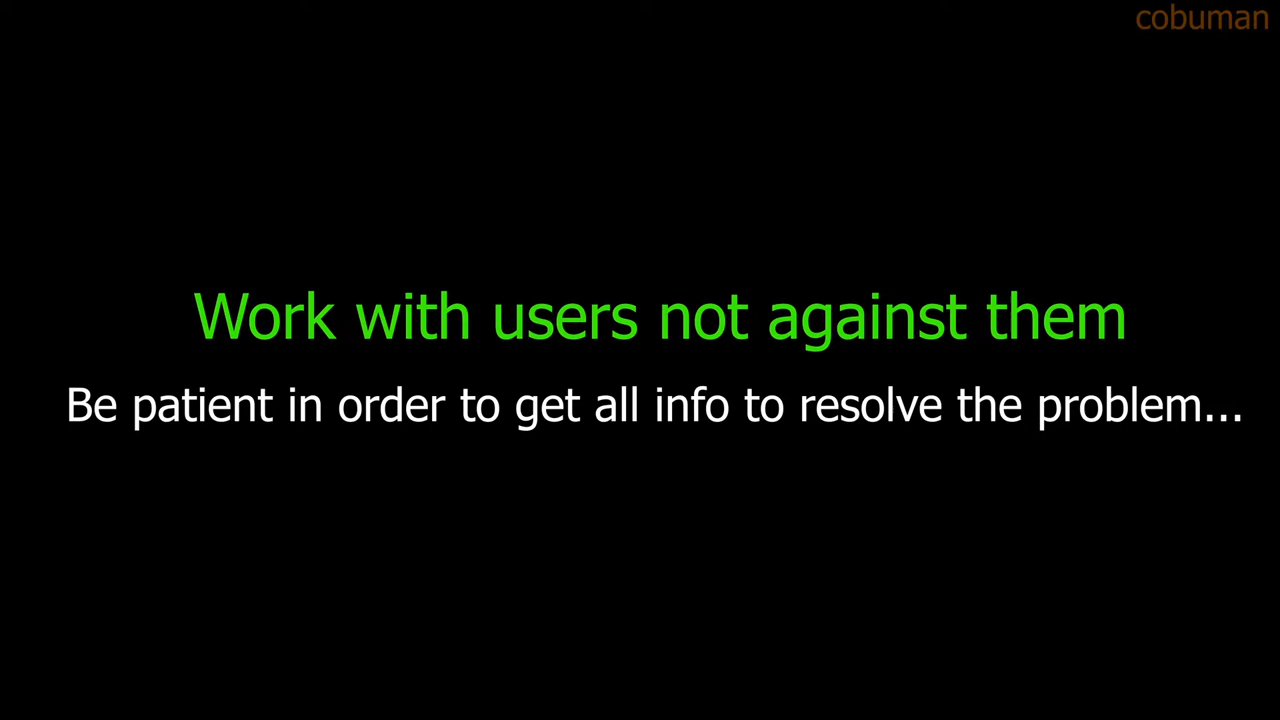 cobuman
Work with users not against them
Be patient in order to get all info to resolve the problem...